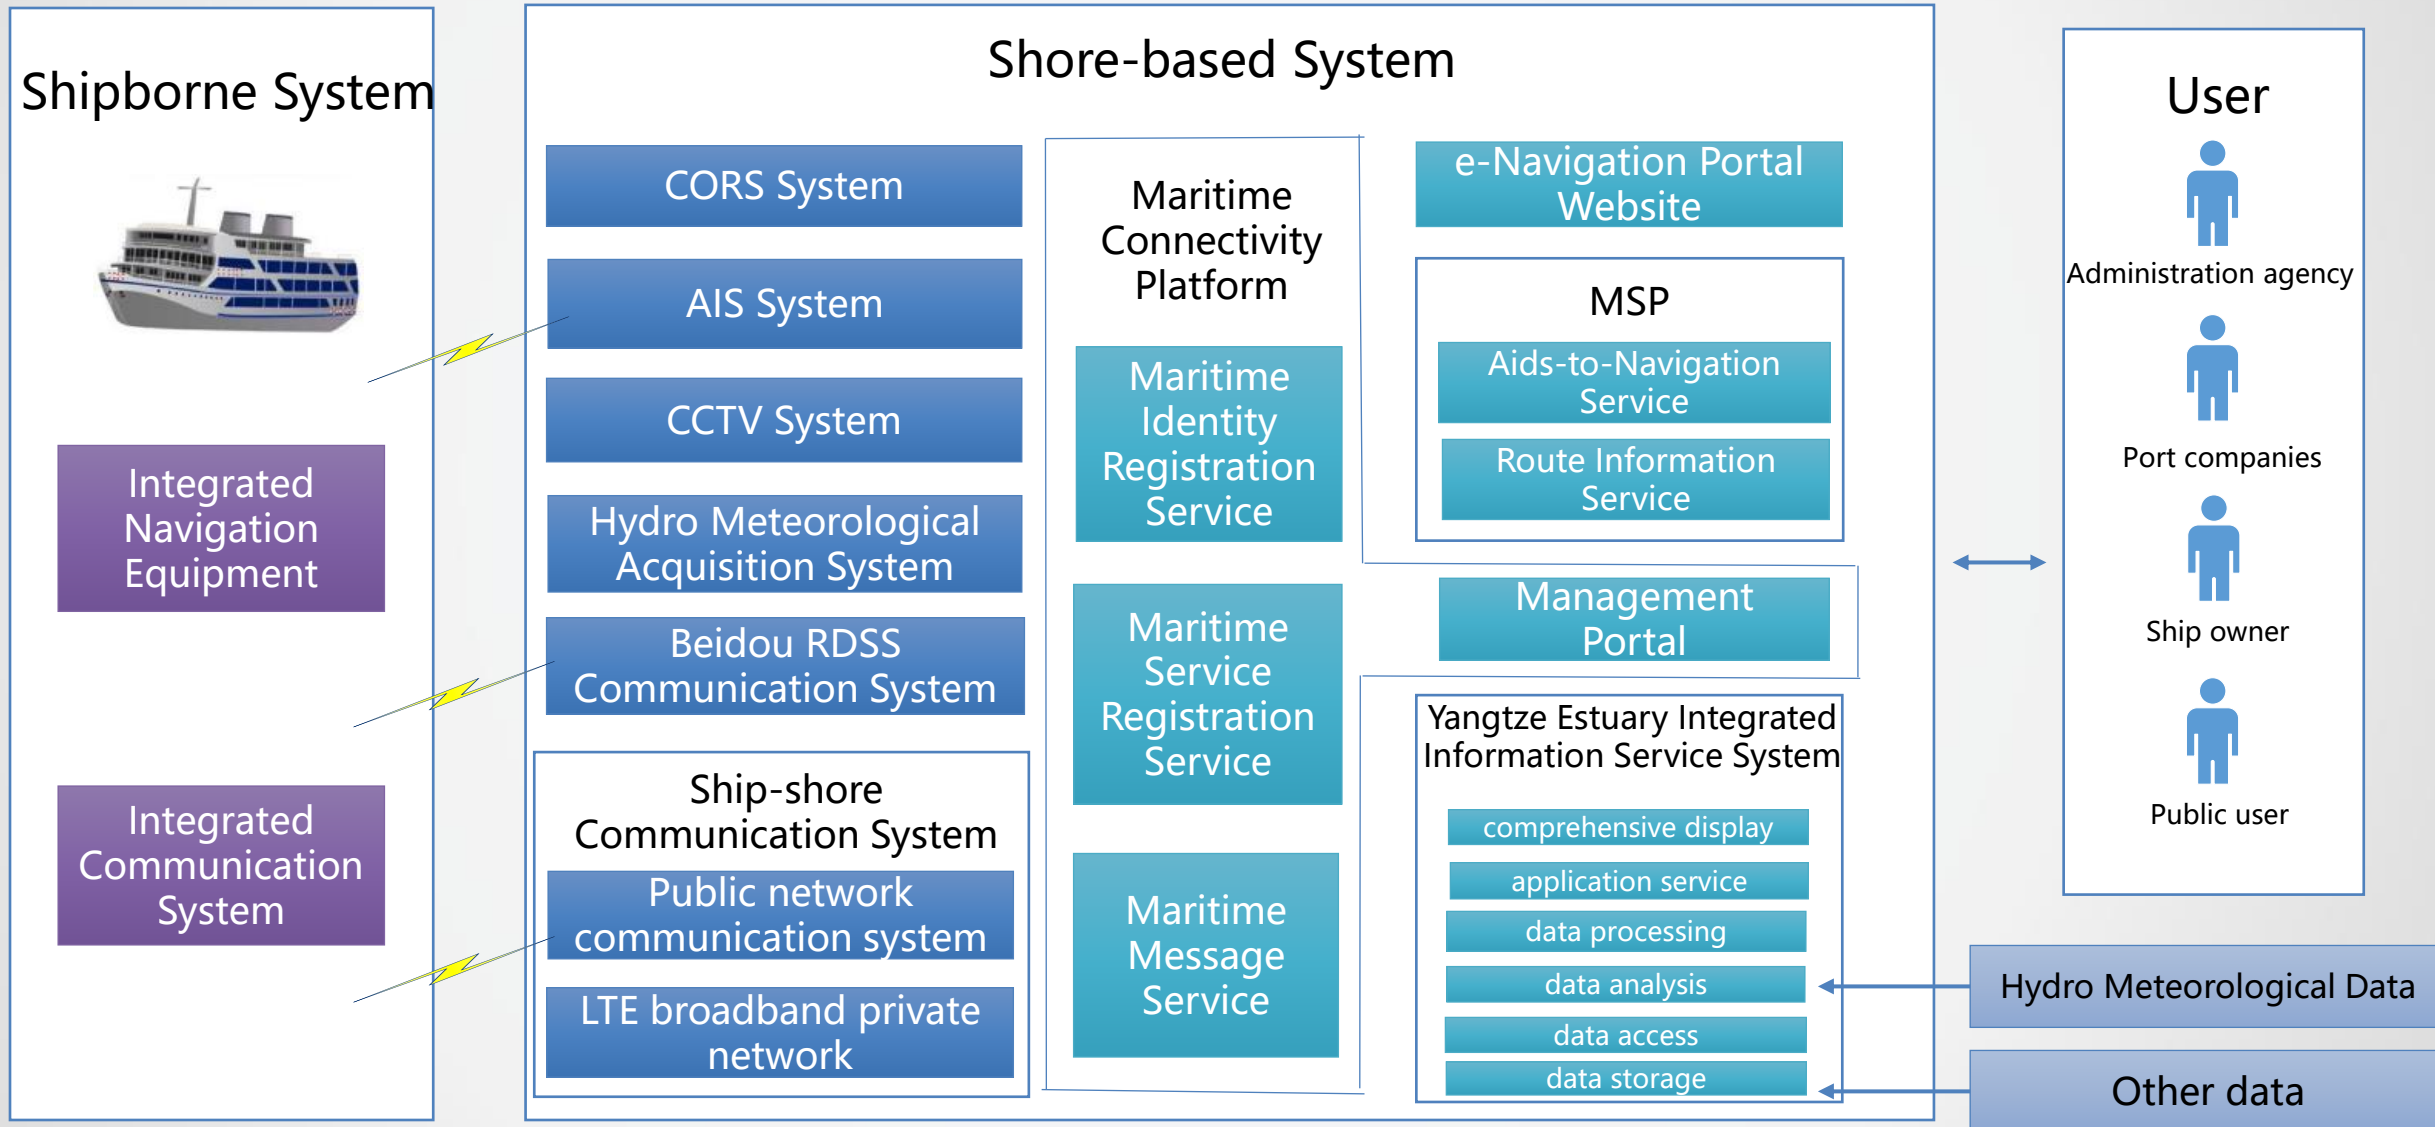 Shipborne System
Integrated
Navigation
Equipment
Integrated
Communication
System
Shore-based System
CORS System
AIS System
CCTV System
Hydro Meteorological
Acquisition System
Beidou RDSS
Communication System
Ship-shore
Communication System
Public network
communication system
LTE broadband private
network
Maritime
Connectivity
Platform
Maritime
Identity
Registration
Service
Maritime
Service
Registration
Service
Maritime
Message
Service
e-Navigation Portal
Website
MSP
Aids-to-Navigation
Service
Route Information
Service
Management
Portal
Yangtze Estuary Integrated
Information Service System
comprehensive display
application service
data processing
data analysis
data access
data storage
User
Administration agency
Port companies
Ship owner
Public user
Hydro Meteorological Data
Other data